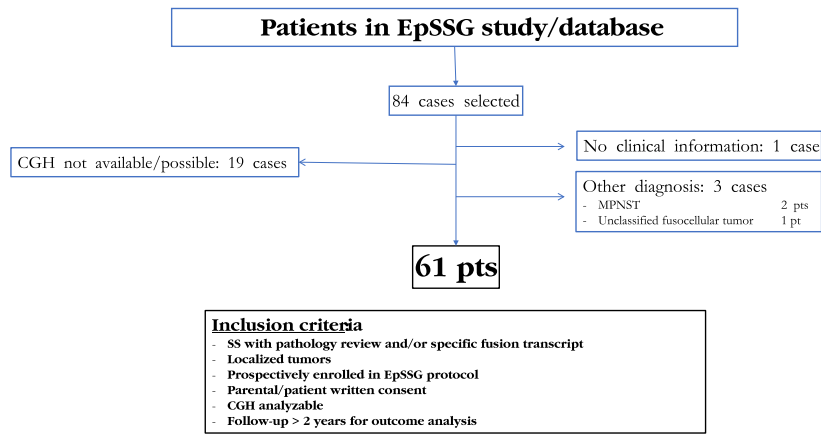 Patients in EpSSG study/database
84 cases selected
No clinical information: 1 case
CGH not available/possible: 19 cases
Other diagnosis: 3 cases
- MPNST 2 pts
- Unclassified fusocellular tumor 1 pt
61 pts
Inclusion criteria:
- SS with pathology review and/or specific fusion transcript
- Localized tumors
- Prospectively enrolled in EpSSG protocol
- Parental/patient written consent
- CGH analyzable
- Follow-up > 2 years for outcome analysis